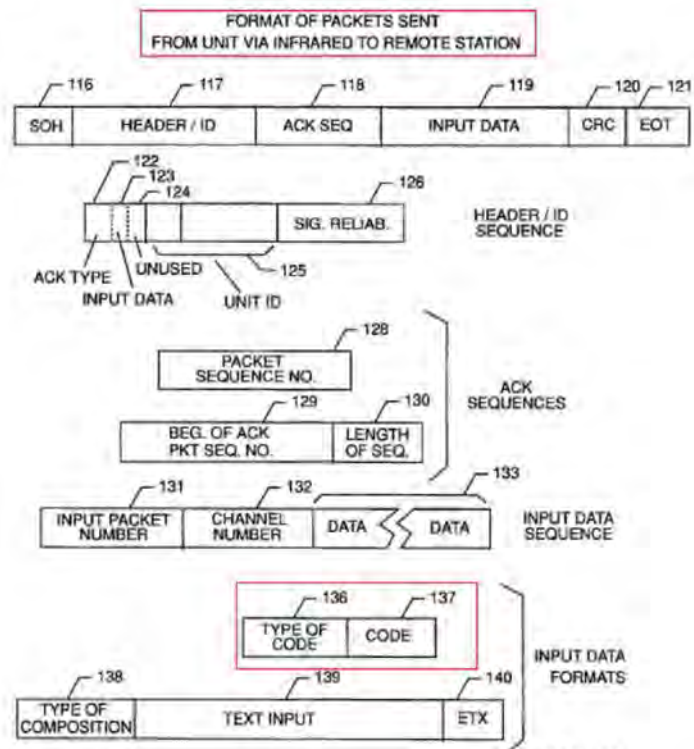 FORMAT OF PACKETS SENT
FROM UNIT VIA INFRARED TO REMOTE STATION
116 117 118 119 120 121
SOH HEADER / ID ACK SEQ INPUT DATA CRC EOT
122
123
124
126
SIG. RELIAB.
HEADER / ID
SEQUENCE
ACK TYPE
UNUSED
INPUT DATA
125
UNIT ID
128
PACKET
SEQUENCE NO.
129 130
BEG. OF ACK
PKT SEQ. NO.
LENGTH
OF SEQ.
ACK
SEQUENCES
131 132 133
INPUT PACKET
NUMBER
CHANNEL
NUMBER
DATA DATA
INPUT DATA
SEQUENCE
136 137
TYPE OF
CODE
CODE
138 139 140
TYPE OF
COMPOSITION
TEXT INPUT
ETX
INPUT DATA
FORMATS